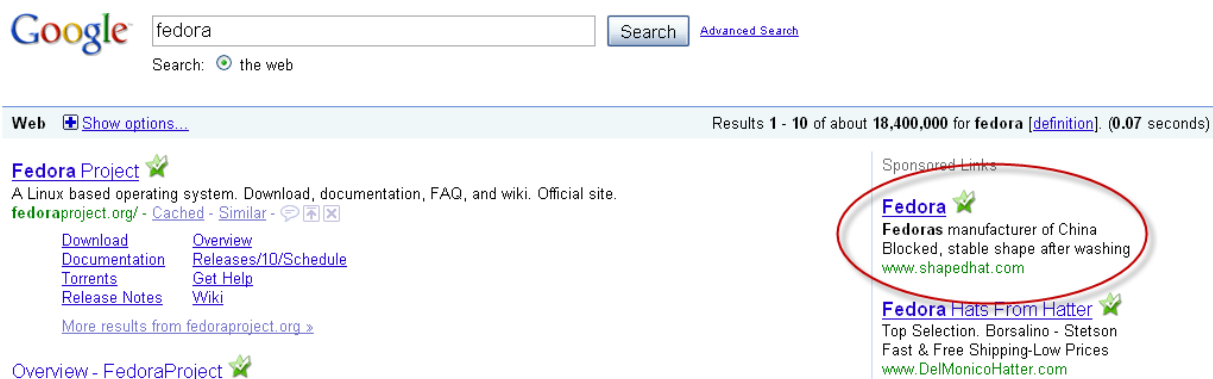 Google
fedora
Search
Advanced Search
Search: the web
Web Show options...
Results 1 - 10 of about 18,400,000 for fedora [definition]. (0.07 seconds)
Fedora Project
A Linux based operating system. Download, documentation, FAQ, and wiki. Official site.
fedoraproject.org/ - Cached - Similar -
Download Overview
Documentation Releases/10/Schedule
Torrents Get Help
Release Notes Wiki
More results from fedoraproject.org »
Overview - FedoraProject
Sponsored Links
Fedora
Fedoras manufacturer of China
Blocked, stable shape after washing
www.shapedhat.com
Fedora Hats From Hatter
Top Selection. Borsalino - Stetson
Fast & Free Shipping-Low Prices
www.DelMonicoHatter.com